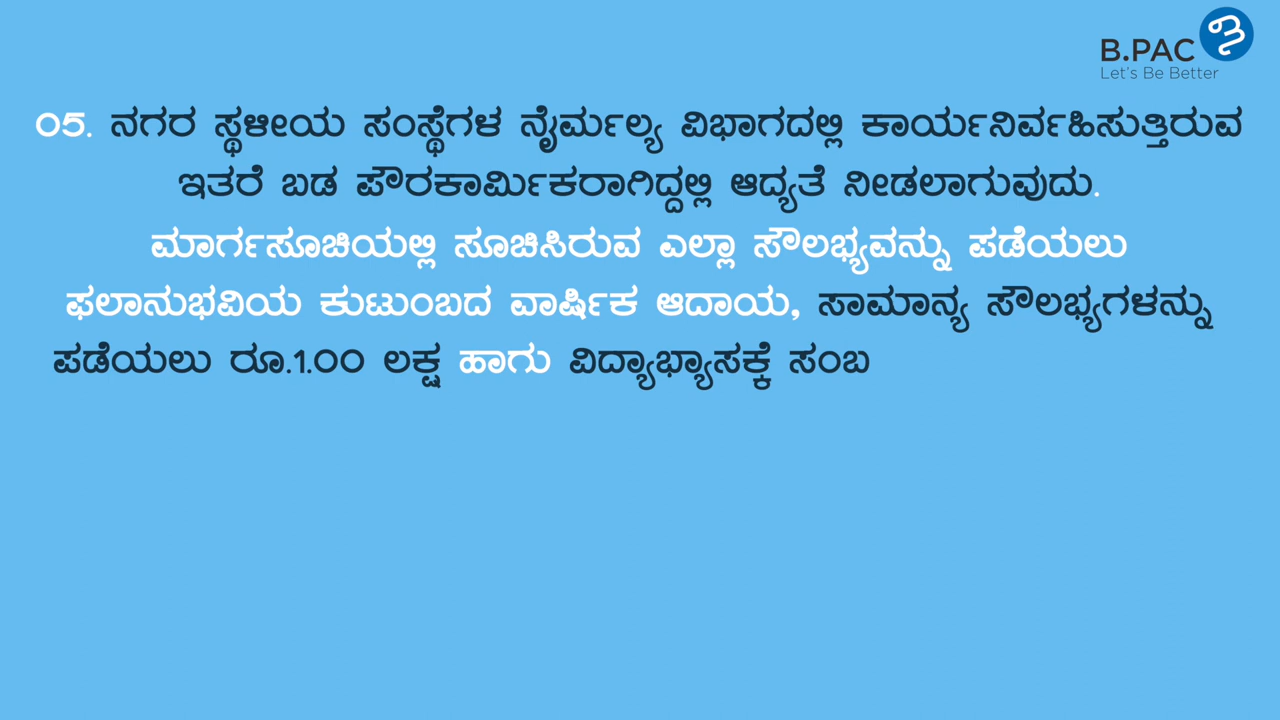 B.PAC
Let's Be Better
05. ನಗರ ಸ್ಥಳೀಯ ಸಂಸ್ಥೆಗಳ ನೈರ್ಮಲ್ಯ ವಿಭಾಗದಲ್ಲಿ ಕಾರ್ಯನಿರ್ವಹಿಸುತ್ತಿರುವ
ಇತರೆ ಬಡ ಪೌರಕಾರ್ಮಿಕರಾಗಿದ್ದಲ್ಲಿ ಆದ್ಯತೆ ನೀಡಲಾಗುವುದು.
ಮಾರ್ಗಸೂಚಿಯಲ್ಲಿ ಸೂಚಿಸಿರುವ ಎಲ್ಲಾ ಸೌಲಭ್ಯವನ್ನು ಪಡೆಯಲು
ಫಲಾನುಭವಿಯ ಕುಟುಂಬದ ವಾರ್ಷಿಕ ಆದಾಯ, ಸಾಮಾನ್ಯ ಸೌಲಭ್ಯಗಳನ್ನು
ಪಡೆಯಲು ರೂ.1.00 ಲಕ್ಷ ಹಾಗು ವಿದ್ಯಾಭ್ಯಾಸಕ್ಕೆ ಸಂಬ